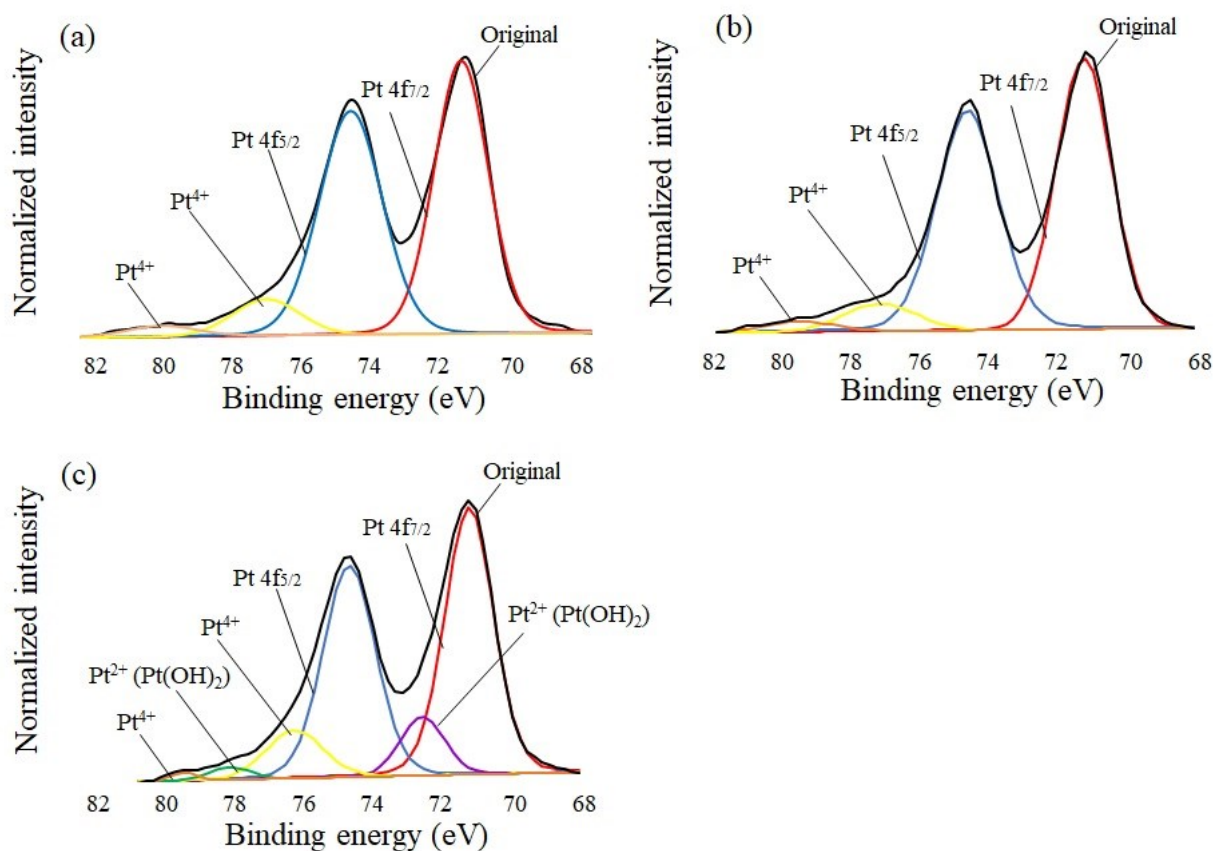 (a)
Original
Pt 4f7/2
Pt 4f5/2
Pt4+
Pt4+
Normalized intensity
82 80 78 76 74 72 70 68
Binding energy (eV)
(b)
Original
Pt 4f7/2
Pt 4f5/2
Pt4+
Pt4+
Normalized intensity
82 80 78 76 74 72 70 68
Binding energy (eV)
(c)
Original
Pt 4f7/2
Pt 4f5/2
Pt2+ (Pt(OH)2)
Pt4+
Pt2+ (Pt(OH)2)
Pt4+
Normalized intensity
82 80 78 76 74 72 70 68
Binding energy (eV)